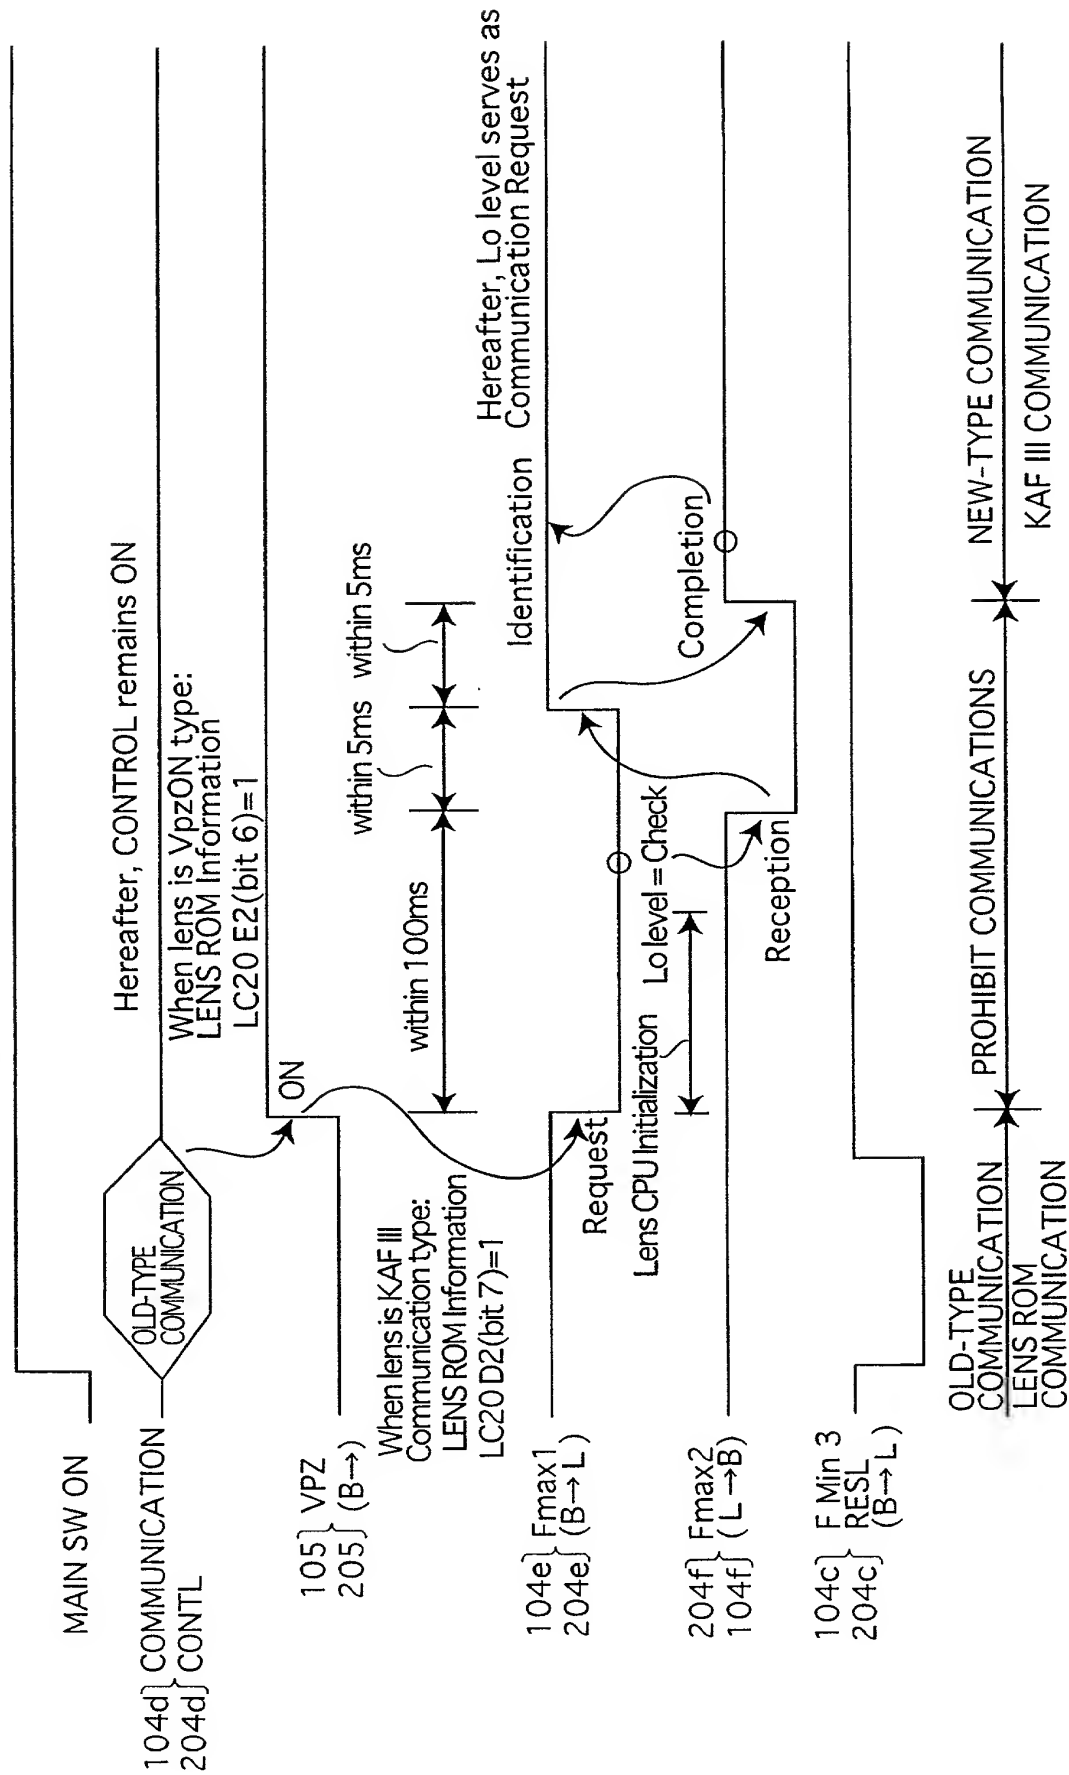 MAIN SW ON
104d COMMUNICATION
204d CONTL
OLD-TYPE
COMMUNICATION
Hereafter, CONTROL remains ON
When lens is VpzON type:
LENS ROM Information
LC20 E2(bit 6)=1
105 VPZ
205 (B→)
ON
When lens is KAF III
Communication type:
LENS ROM Information
LC20 D2(bit 7)=1
within 100ms
within 5ms
within 5ms
104e Fmax1
204e (B→L)
Request
Identification
Hereafter, Lo level serves as
Communication Request
Lens CPU Initialization
Lo level = Check
204f Fmax2
104f (L→B)
Reception
Completion
104c F Min 3
204c RESL
(B→L)
OLD-TYPE
COMMUNICATION
LENS ROM
COMMUNICATION
PROHIBIT COMMUNICATIONS
NEW-TYPE COMMUNICATION
KAF III COMMUNICATION